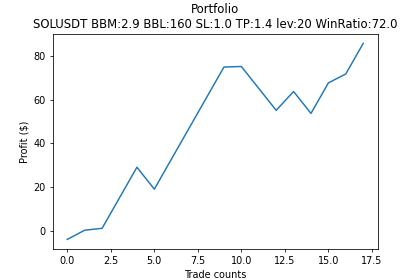 Portfolio
SOLUSDT BBM:2.9 BBL:160 SL:1.0 TP:1.4 lev:20 WinRatio:72.0
80
60
40
20
0
Profit ($)
0.0 2.5 5.0 7.5 10.0 12.5 15.0 17.5
Trade counts